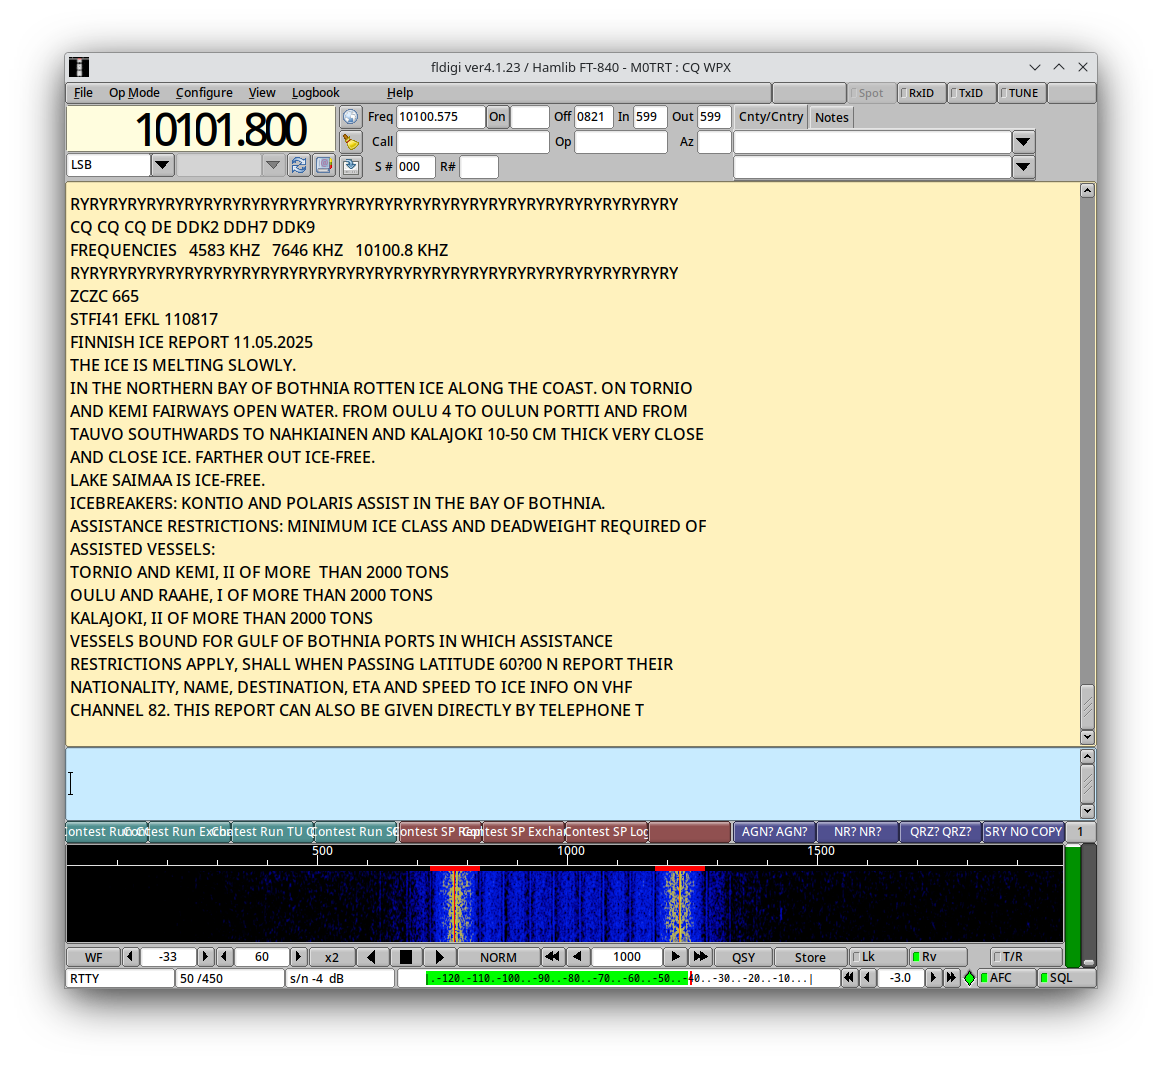 fldigi ver4.1.23 / Hamlib FT-840 - M0TRT : CQ WPX
File Op Mode Configure View Logbook Help Spot RxID TxID TUNE
10101.800 Freq 10100.575 On Off 0821 In 599 Out 599 Cnty/Cntry Notes
Call Op Az
LSB S # 000 R#
RYRYRYRYRYRYRYRYRYRYRYRYRYRYRYRYRYRYRYRYRYRYRYRYRYRYRYRYRYRYRYRY
CQ CQ CQ DE DDK2 DDH7 DDK9
FREQUENCIES   4583 KHZ   7646 KHZ   10100.8 KHZ
RYRYRYRYRYRYRYRYRYRYRYRYRYRYRYRYRYRYRYRYRYRYRYRYRYRYRYRYRYRYRYRY
ZCZC 665
STFI41 EFKL 110817
FINNISH ICE REPORT 11.05.2025
THE ICE IS MELTING SLOWLY.
IN THE NORTHERN BAY OF BOTHNIA ROTTEN ICE ALONG THE COAST. ON TORNIO
AND KEMI FAIRWAYS OPEN WATER. FROM OULU 4 TO OULUN PORTTI AND FROM
TAUVO SOUTHWARDS TO NAHKIAINEN AND KALAJOKI 10-50 CM THICK VERY CLOSE
AND CLOSE ICE. FARTHER OUT ICE-FREE.
LAKE SAIMAA IS ICE-FREE.
ICEBREAKERS: KONTIO AND POLARIS ASSIST IN THE BAY OF BOTHNIA.
ASSISTANCE RESTRICTIONS: MINIMUM ICE CLASS AND DEADWEIGHT REQUIRED OF
ASSISTED VESSELS:
TORNIO AND KEMI, II OF MORE  THAN 2000 TONS
OULU AND RAAHE, I OF MORE THAN 2000 TONS
KALAJOKI, II OF MORE THAN 2000 TONS
VESSELS BOUND FOR GULF OF BOTHNIA PORTS IN WHICH ASSISTANCE
RESTRICTIONS APPLY, SHALL WHEN PASSING LATITUDE 60?00 N REPORT THEIR
NATIONALITY, NAME, DESTINATION, ETA AND SPEED TO ICE INFO ON VHF
CHANNEL 82. THIS REPORT CAN ALSO BE GIVEN DIRECTLY BY TELEPHONE T
ontest Run Contest Run Contest Run TU Contest Run Contest SP Contest SP Contest SP AGN? AGN? NR? NR? QRZ? QRZ? SRY NO COPY 1
500 1000 1500
WF -33 60 x2 NORM 1000 QSY Store Lk Rv T/R
RTTY 50 /450 s/n -4 dB |.-120.-110.-100..-90..-80..-70..-60..-50..-40..-30..-20..-10...| -3.0 AFC SQL